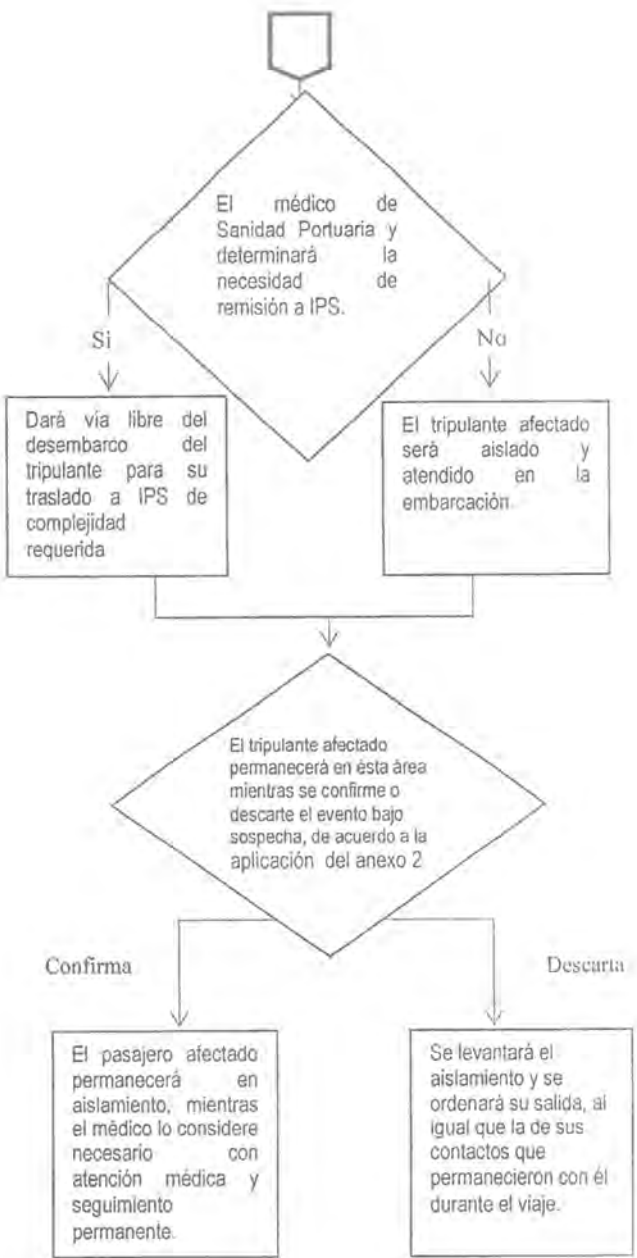 El médico de
Sanidad Portuaria y
determinará la
necesidad de
remisión a IPS.
Si
No
Dará vía libre del
desembarco del
tripulante para su
traslado a IPS de
complejidad
requerida
El tripulante afectado
será aislado y
atendido en la
embarcación.
El tripulante afectado
permanecerá en ésta área
mientras se confirme o
descarte el evento bajo
sospecha, de acuerdo a la
aplicación del anexo 2
Confirma
Descarta
El pasajero afectado
permanecerá en
aislamiento, mientras
el médico lo considere
necesario con
atención médica y
seguimiento
permanente.
Se levantará el
aislamiento y se
ordenará su salida, al
igual que la de sus
contactos que
permanecieron con él
durante el viaje.